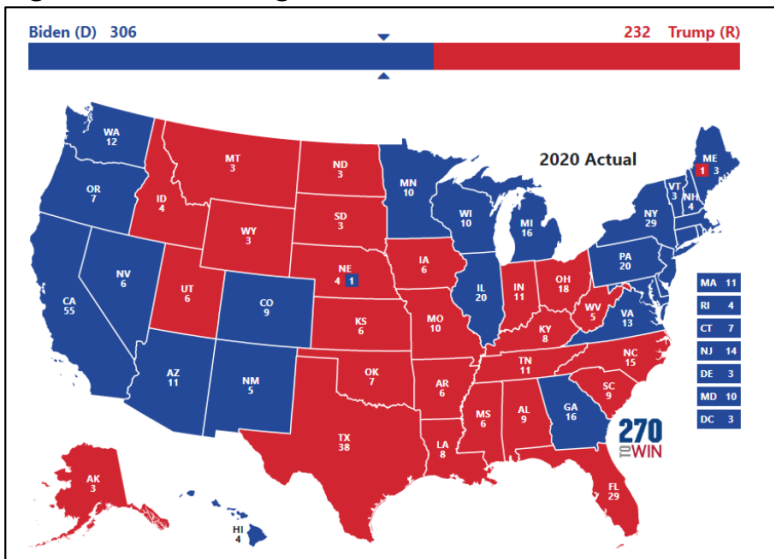 Biden (D) 306
232 Trump (R)
2020 Actual
WA
12
OR
7
CA
55
NV
6
ID
4
MT
3
WY
3
UT
6
AZ
11
CO
9
NM
5
ND
3
SD
3
NE
4 1
KS
6
OK
7
TX
38
MN
10
IA
6
MO
10
AR
6
LA
8
WI
10
IL
20
MI
16
IN
11
OH
18
KY
8
TN
11
MS
6
AL
9
GA
16
FL
29
SC
9
NC
15
VA
13
WV
5
PA
20
NY
29
VT
3
NH
4
ME
1 3
MA 11
RI 4
CT 7
NJ 14
DE 3
MD 10
DC 3
AK
3
HI
4
270
TO WIN